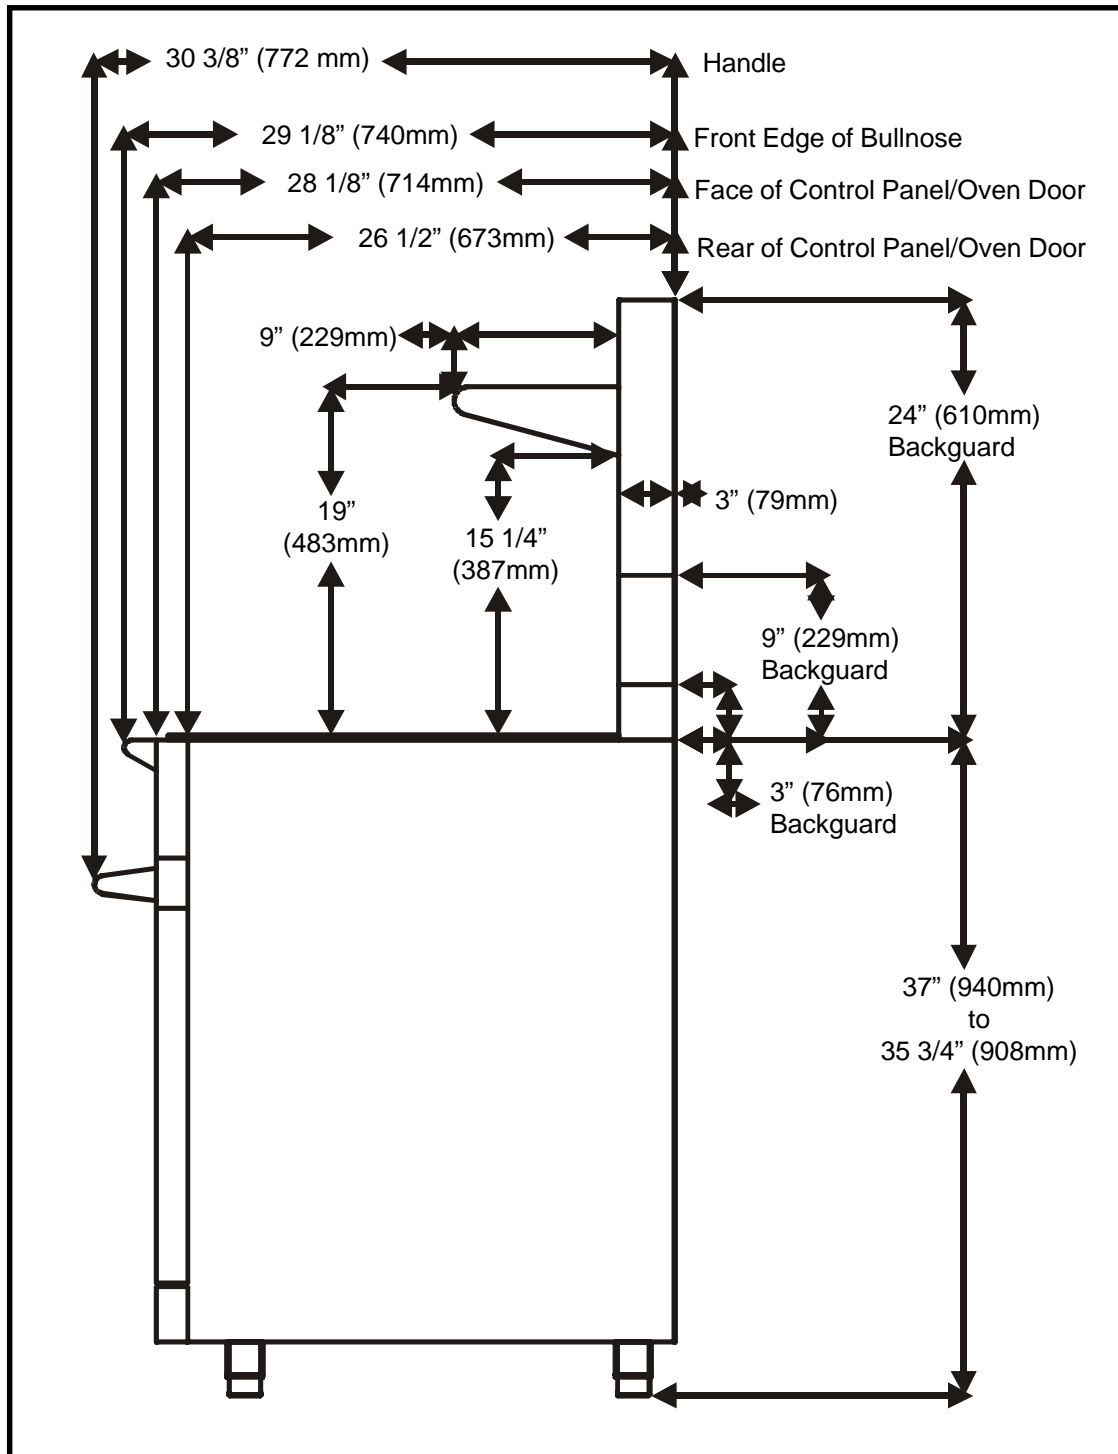 30 3/8” (772 mm)
Handle
29 1/8” (740mm)
Front Edge of Bullnose
28 1/8” (714mm)
Face of Control Panel/Oven Door
26 1/2” (673mm)
Rear of Control Panel/Oven Door
9” (229mm)
24” (610mm)
Backguard
3” (79mm)
19”
(483mm)
15 1/4”
(387mm)
9” (229mm)
Backguard
3” (76mm)
Backguard
37” (940mm)
to
35 3/4” (908mm)